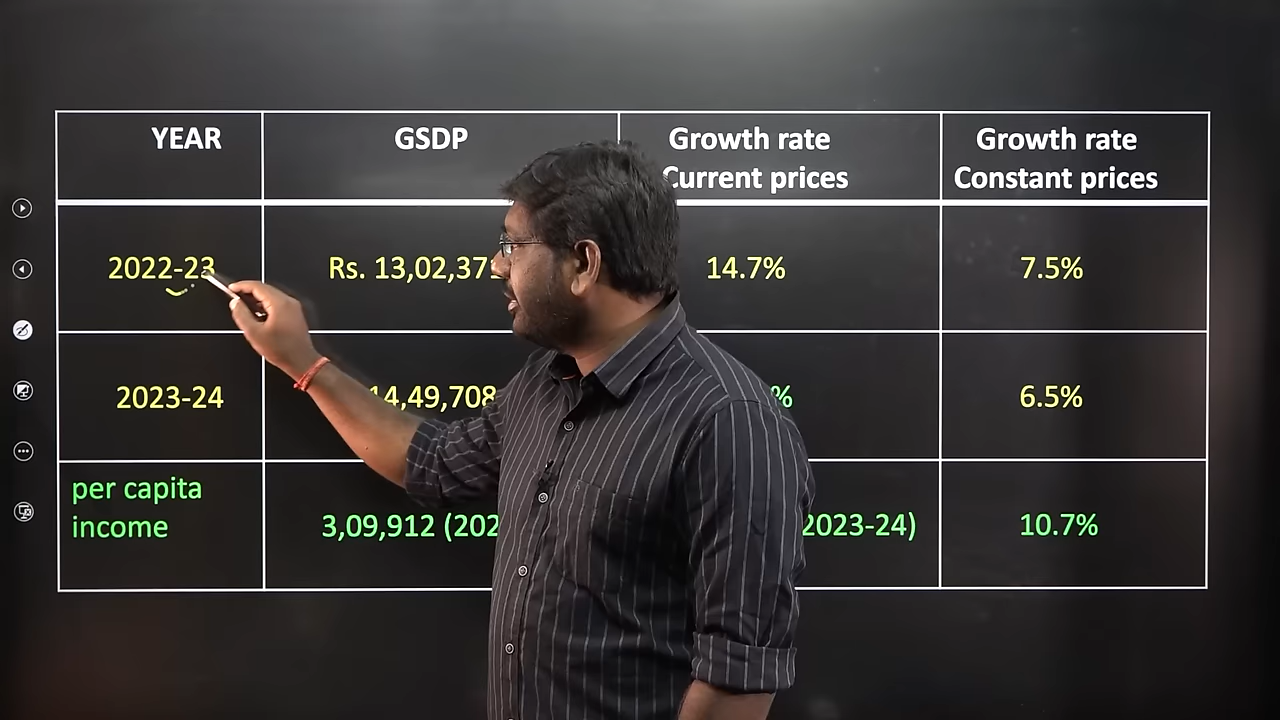 YEAR
GSDP
Growth rate
Current prices
Growth rate
Constant prices
2022-23
Rs. 13,02,37
14.7%
7.5%
2023-24
14,49,708
%
6.5%
per capita
income
3,09,912 (202
2023-24)
10.7%